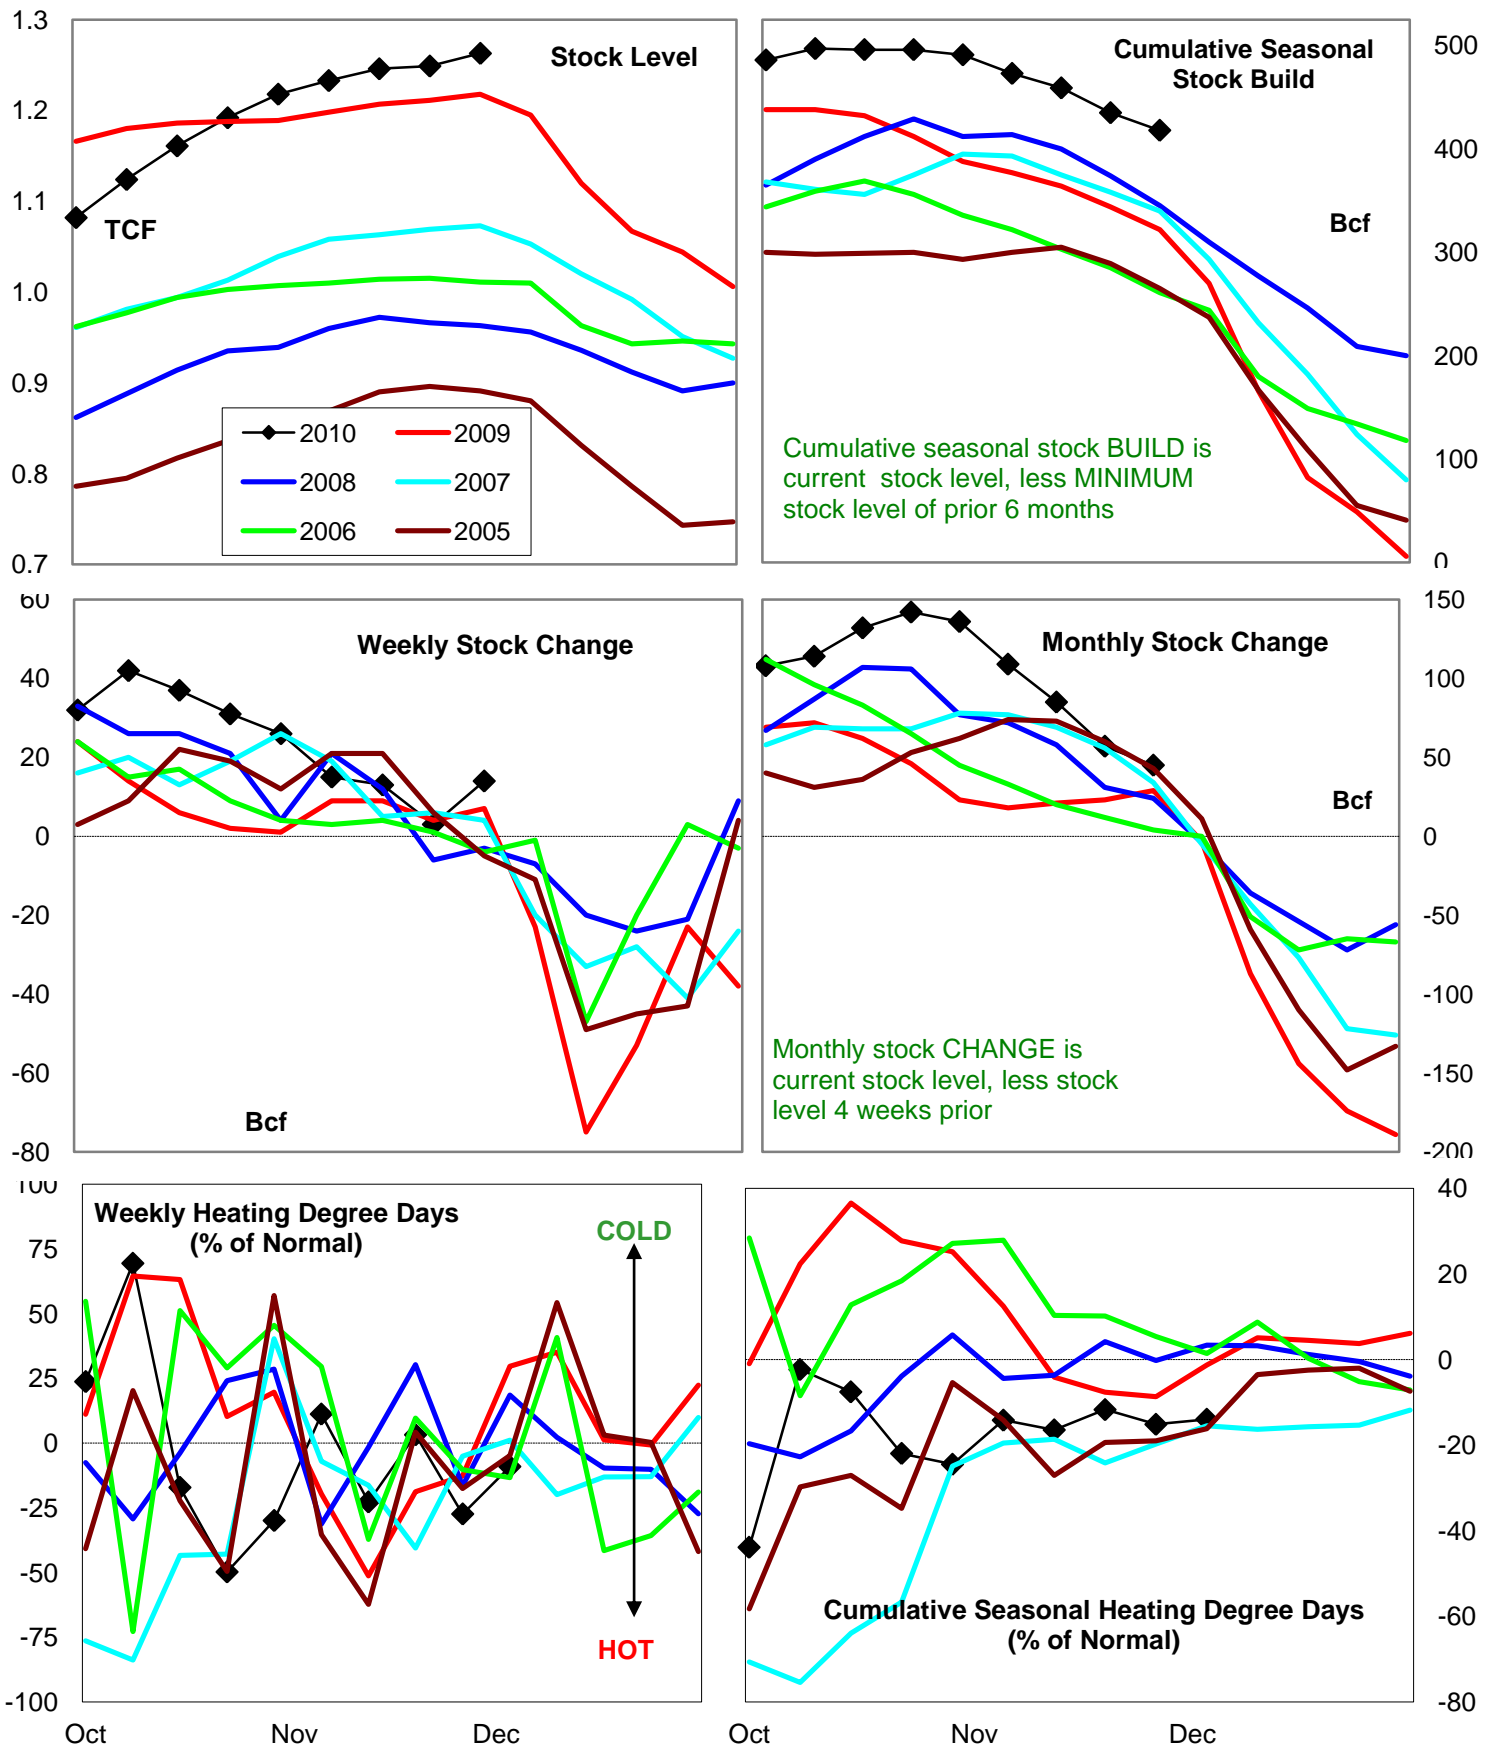 1.3
1.2
1.1
1.0
0.9
0.8
0.7
Stock Level
TCF
2010
2009
2008
2007
2006
2005
Cumulative Seasonal
Stock Build
Bcf
Cumulative seasonal stock BUILD is
current stock level, less MINIMUM
stock level of prior 6 months
500
400
300
200
100
0
60
40
20
0
-20
-40
-60
-80
Weekly Stock Change
Bcf
Monthly Stock Change
Bcf
Monthly stock CHANGE is
current stock level, less stock
level 4 weeks prior
150
100
50
0
-50
-100
-150
-200
100
75
50
25
0
-25
-50
-75
-100
Weekly Heating Degree Days
(% of Normal)
COLD
HOT
Oct
Nov
Dec
40
20
0
-20
-40
-60
-80
Cumulative Seasonal Heating Degree Days
(% of Normal)
Oct
Nov
Dec